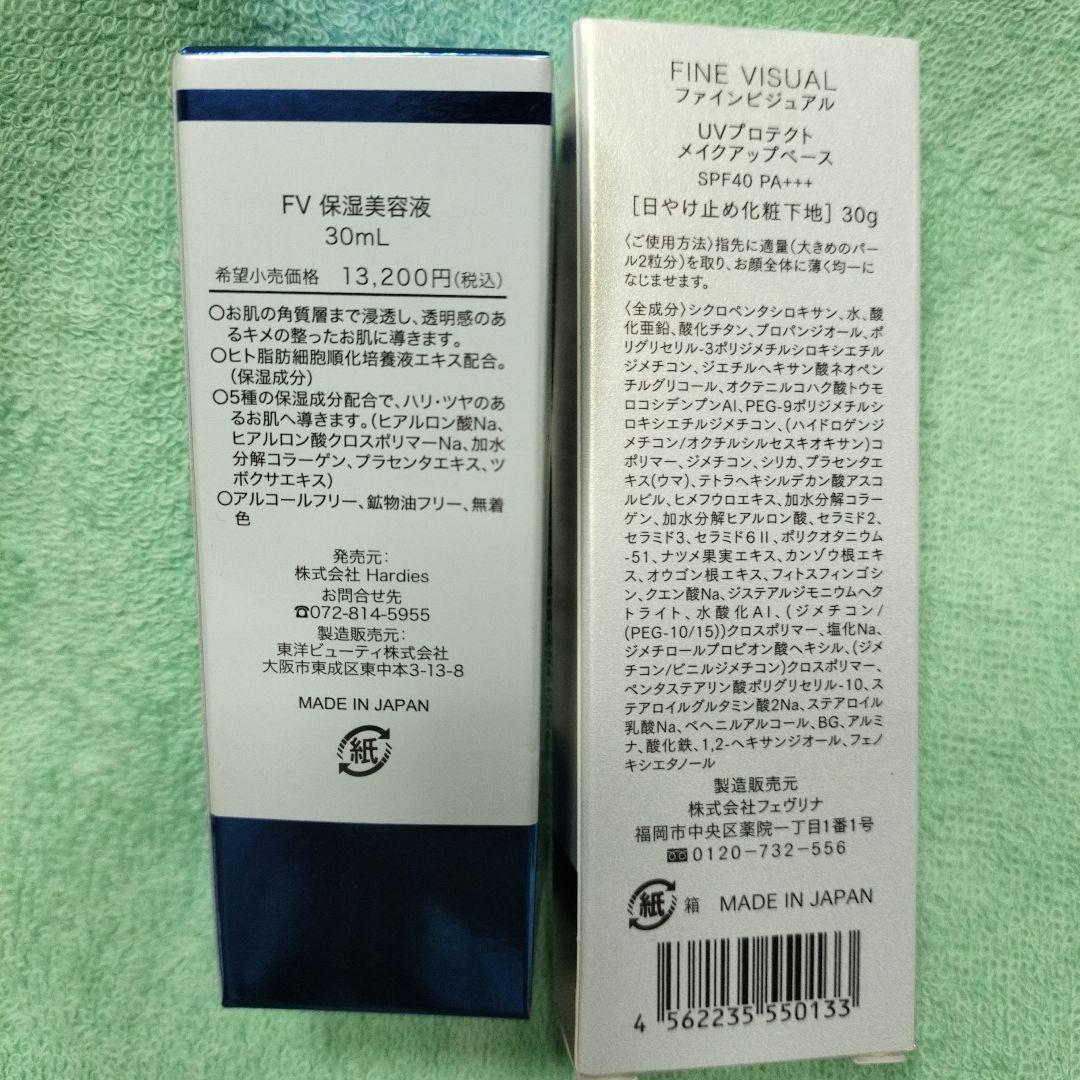 FV 保湿美容液
30mL
希望小売価格 13,200円(税込)
○お肌の角質層まで浸透し、透明感のあ
るキメの整ったお肌に導きます。
○ヒト脂肪細胞順化培養液エキス配合。
(保湿成分)
○5種の保湿成分配合で、ハリ・ツヤのあ
るお肌へ導きます。(ヒアルロン酸Na、
ヒアルロン酸クロスポリマーNa、加水
分解コラーゲン、プラセンタエキス、ツ
ボクサエキス)
○アルコールフリー、鉱物油フリー、無着
色
発売元:
株式会社 Hardies
お問合せ先
☎072-814-5955
製造販売元:
東洋ビューティ株式会社
大阪市東成区東中本3-13-8
MADE IN JAPAN
紙
FINE VISUAL
ファインビジュアル
UVプロテクト
メイクアップベース
SPF40 PA+++
[日やけ止め化粧下地] 30g
〈ご使用方法〉指先に適量(大きめのパー
ル2粒分)を取り、お顔全体に薄く均一に
なじませます。
〈全成分〉シクロペンタシロキサン、水、酸
化亜鉛、酸化チタン、プロパンジオール、ポ
リグリセリル-3ポリジメチルシロキシエチル
ジメチコン、ジエチルヘキサン酸ネオペン
チルグリコール、オクテニルコハク酸トウモ
ロコシデンプンAl、PEG-9ポリジメチルシ
ロキシエチルジメチコン、(ハイドロゲンジ
メチコン/オクチルシルセスキオキサン)コ
ポリマー、ジメチコン、シリカ、プラセンタエ
キス(ウマ)、テトラヘキシルデカン酸アスコ
ルビル、ヒメフウロエキス、加水分解コラー
ゲン、加水分解ヒアルロン酸、セラミド2、
セラミド3、セラミド6Ⅱ、ポリクオタニウム
-51、ナツメ果実エキス、カンゾウ根エキ
ス、オウゴン根エキス、フィトスフィンゴシ
ン、クエン酸Na、ジステアルジモニウムヘク
トライト、水酸化Al、(ジメチコン/
(PEG-10/15))クロスポリマー、塩化Na、
ジメチロールプロピオン酸ヘキシル、(ジメ
チコン/ビニルジメチコン)クロスポリマー、
ペンタステアリン酸ポリグリセリル-10、ス
テアロイルグルタミン酸2Na、ステアロイル
乳酸Na、ベヘニルアルコール、BG、アルミ
ナ、酸化鉄、1,2-ヘキサンジオール、フェノ
キシエタノール
製造販売元
株式会社フェヴリナ
福岡市中央区薬院一丁目1番1号
0120-732-556
紙 箱 MADE IN JAPAN
4 562235 550133